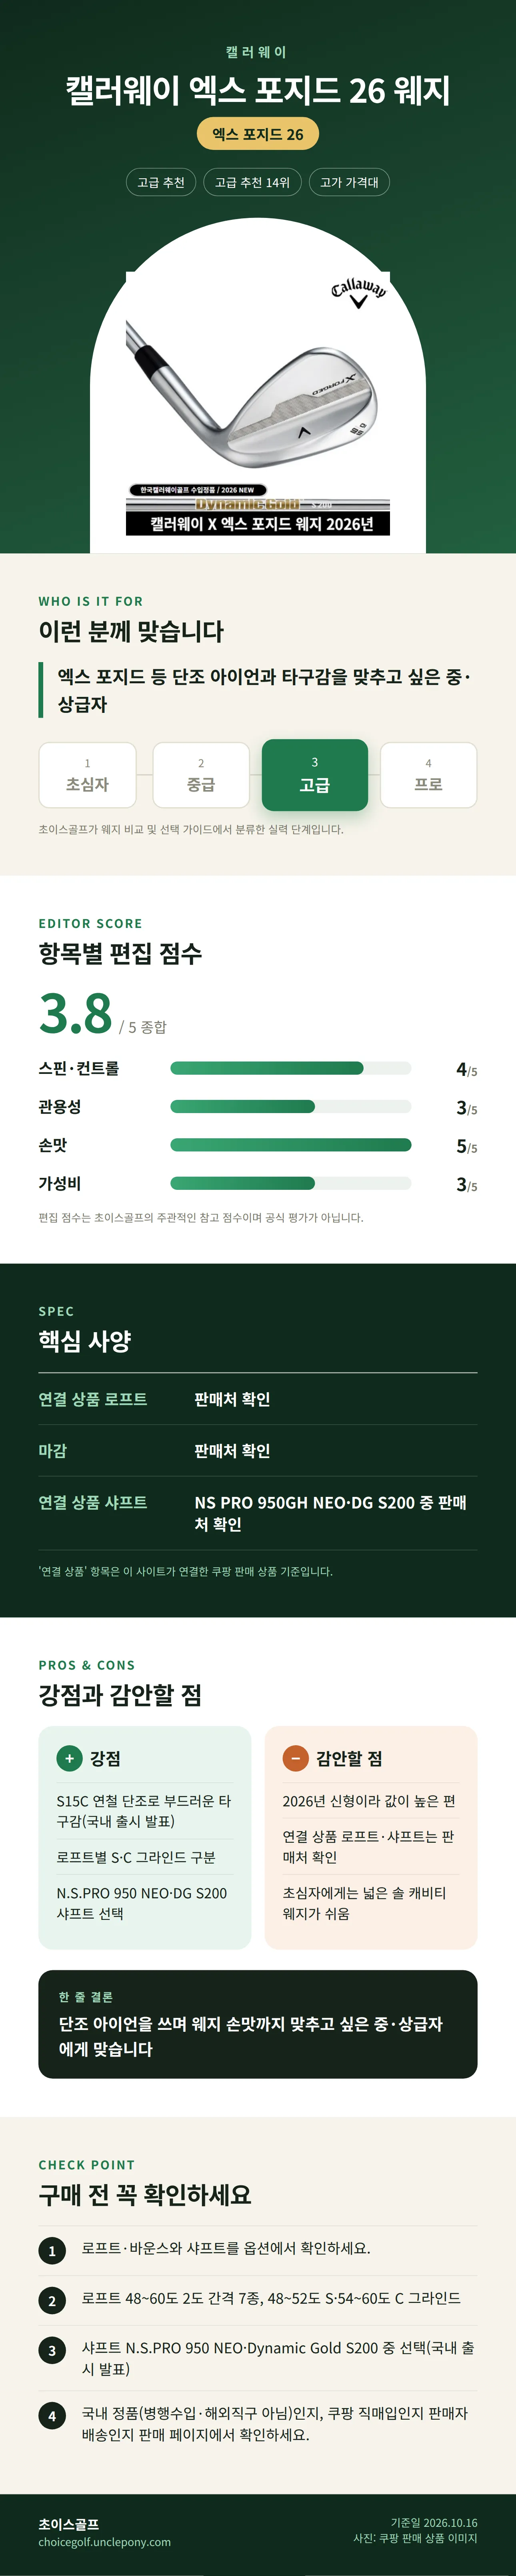 캘러웨이
캘러웨이 엑스 포지드 26 웨지
엑스 포지드 26
고급 추천
고급 추천 14위
고가 가격대
Callaway
X FORGED
한국캘러웨이골프 수입정품 / 2026 NEW
Dynamic Gold S200
캘러웨이 X 엑스 포지드 웨지 2026년
WHO IS IT FOR
이런 분께 맞습니다
엑스 포지드 등 단조 아이언과 타구감을 맞추고 싶은 중·
상급자
1
초심자
2
중급
3
고급
4
프로
초이스골프가 웨지 비교 및 선택 가이드에서 분류한 실력 단계입니다.
EDITOR SCORE
항목별 편집 점수
3.8 / 5 종합
스핀·컨트롤 4/5
관용성 3/5
손맛 5/5
가성비 3/5
편집 점수는 초이스골프의 주관적인 참고 점수이며 공식 평가가 아닙니다.
SPEC
핵심 사양
연결 상품 로프트 판매처 확인
마감 판매처 확인
연결 상품 샤프트 NS PRO 950GH NEO·DG S200 중 판매
처 확인
'연결 상품' 항목은 이 사이트가 연결한 쿠팡 판매 상품 기준입니다.
PROS & CONS
강점과 감안할 점
+ 강점
S15C 연철 단조로 부드러운 타
구감(국내 출시 발표)
로프트별 S·C 그라인드 구분
N.S.PRO 950 NEO·DG S200
샤프트 선택
− 감안할 점
2026년 신형이라 값이 높은 편
연결 상품 로프트·샤프트는 판
매처 확인
초심자에게는 넓은 솔 캐비티
웨지가 쉬움
한 줄 결론
단조 아이언을 쓰며 웨지 손맛까지 맞추고 싶은 중·상급자
에게 맞습니다
CHECK POINT
구매 전 꼭 확인하세요
1 로프트·바운스와 샤프트를 옵션에서 확인하세요.
2 로프트 48~60도 2도 간격 7종, 48~52도 S·54~60도 C 그라인드
3 샤프트 N.S.PRO 950 NEO·Dynamic Gold S200 중 선택(국내 출
시 발표)
4 국내 정품(병행수입·해외직구 아님)인지, 쿠팡 직매입인지 판매자
배송인지 판매 페이지에서 확인하세요.
초이스골프
choicegolf.unclepony.com
기준일 2026.10.16
사진: 쿠팡 판매 상품 이미지